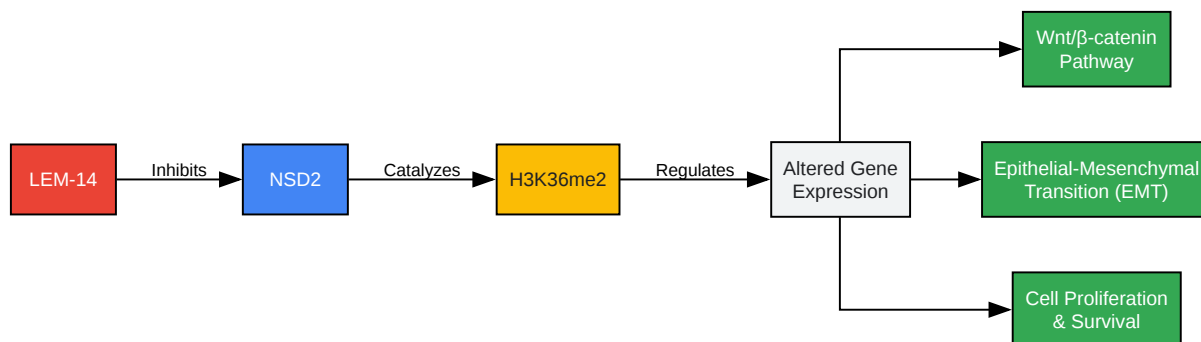 LEM-14
Inhibits
NSD2
Catalyzes
H3K36me2
Regulates
Altered Gene
Expression
Wnt/β-catenin
Pathway
Epithelial-Mesenchymal
Transition (EMT)
Cell Proliferation
& Survival